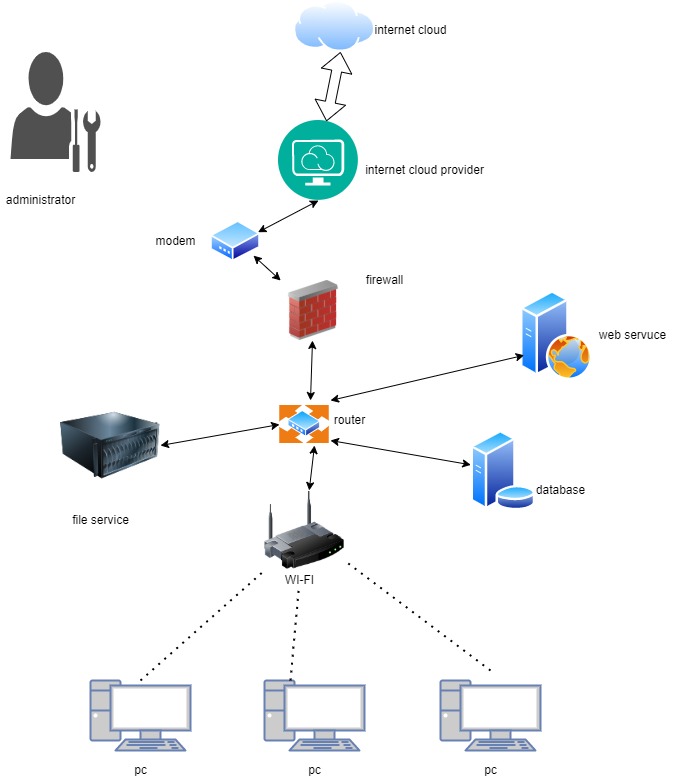 internet cloud
internet cloud provider
administrator
modem
firewall
web servuce
router
database
file service
WI-FI
pc
pc
pc